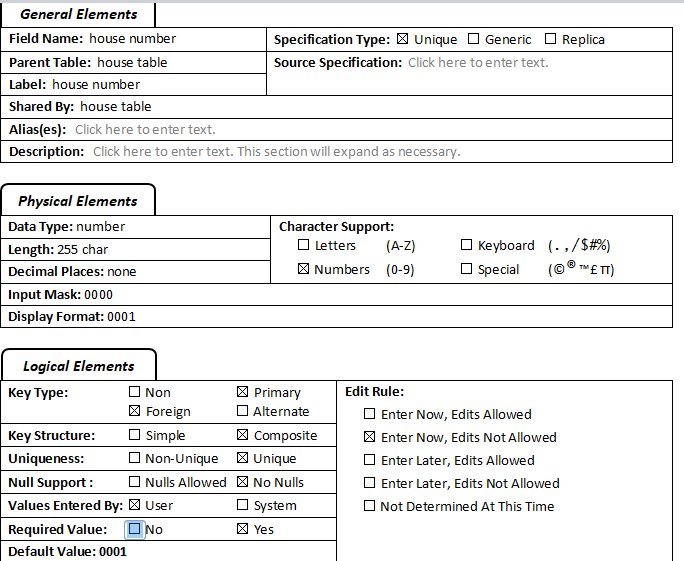 General Elements
Field Name: house number
Specification Type: ☒ Unique ☐ Generic ☐ Replica
Parent Table: house table
Source Specification: Click here to enter text.
Label: house number
Shared By: house table
Alias(es): Click here to enter text.
Description: Click here to enter text. This section will expand as necessary.
Physical Elements
Data Type: number
Character Support:
☐ Letters (A-Z) ☐ Keyboard (.,/$#%)
Length: 255 char
☒ Numbers (0-9) ☐ Special (©®™£π)
Decimal Places: none
Input Mask: 0000
Display Format: 0001
Logical Elements
Key Type: ☐ Non ☒ Primary
☒ Foreign ☐ Alternate
Key Structure: ☐ Simple ☒ Composite
Uniqueness: ☐ Non-Unique ☒ Unique
Null Support : ☐ Nulls Allowed ☒ No Nulls
Values Entered By: ☒ User ☐ System
Required Value: ☐ No ☒ Yes
Default Value: 0001
Edit Rule:
☐ Enter Now, Edits Allowed
☒ Enter Now, Edits Not Allowed
☐ Enter Later, Edits Allowed
☐ Enter Later, Edits Not Allowed
☐ Not Determined At This Time